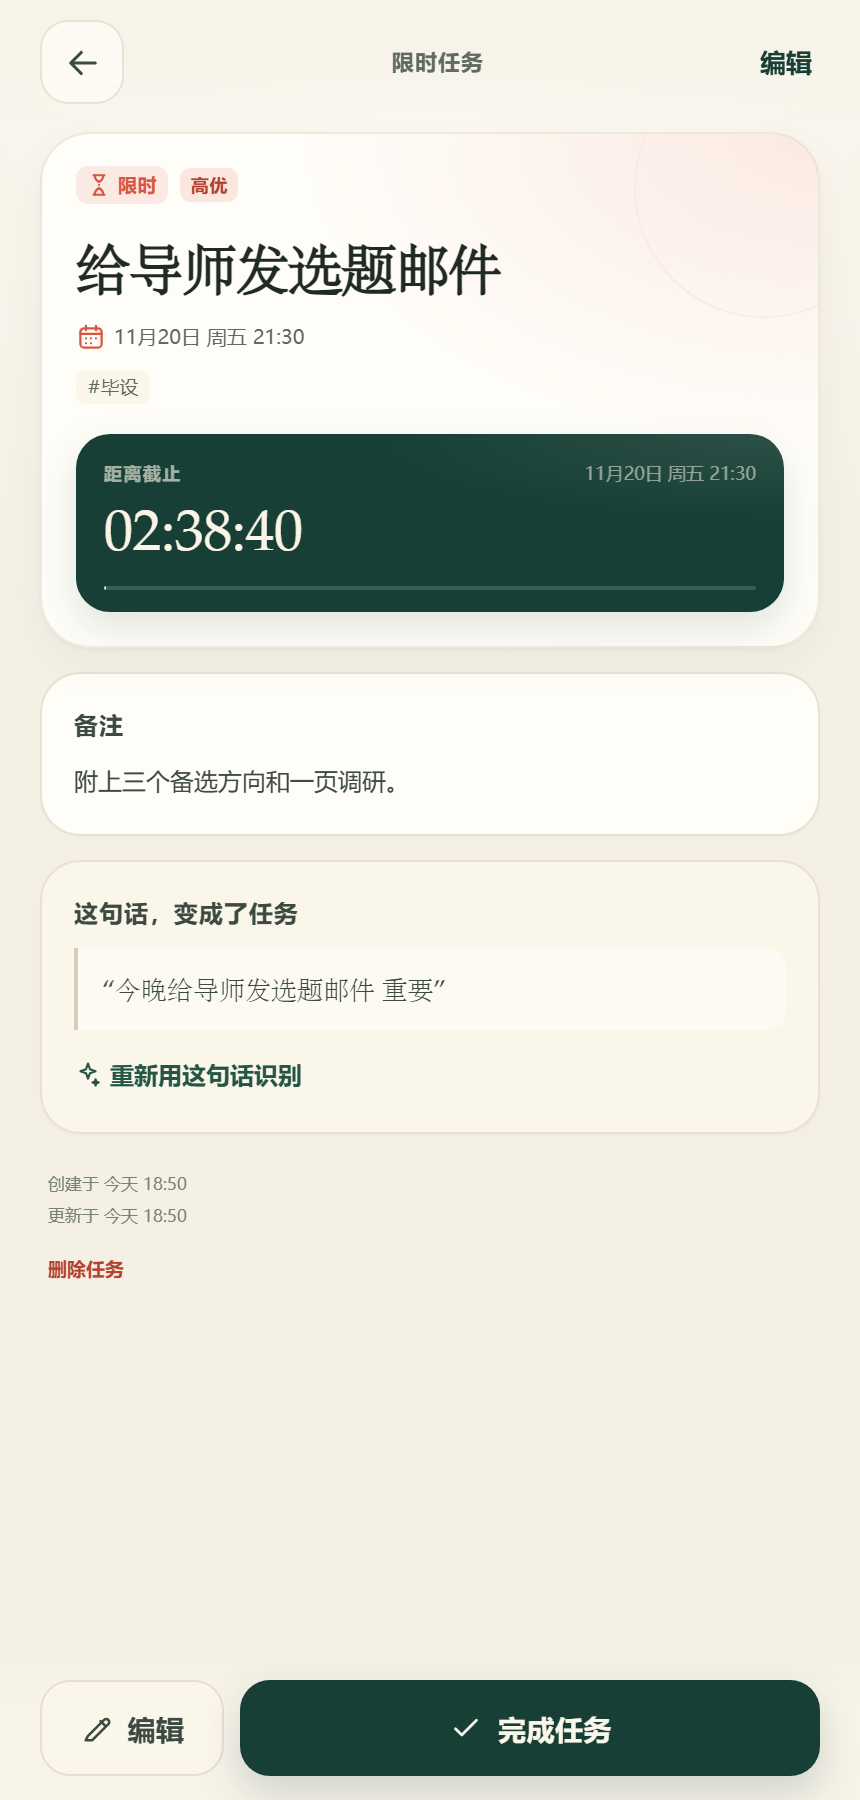 限时任务
编辑
限时
高优
给导师发选题邮件
11月20日 周五 21:30
#毕设
距离截止
11月20日 周五 21:30
02:38:40
备注
附上三个备选方向和一页调研。
这句话，变成了任务
“今晚给导师发选题邮件 重要”
重新用这句话识别
创建于 今天 18:50
更新于 今天 18:50
删除任务
编辑
完成任务